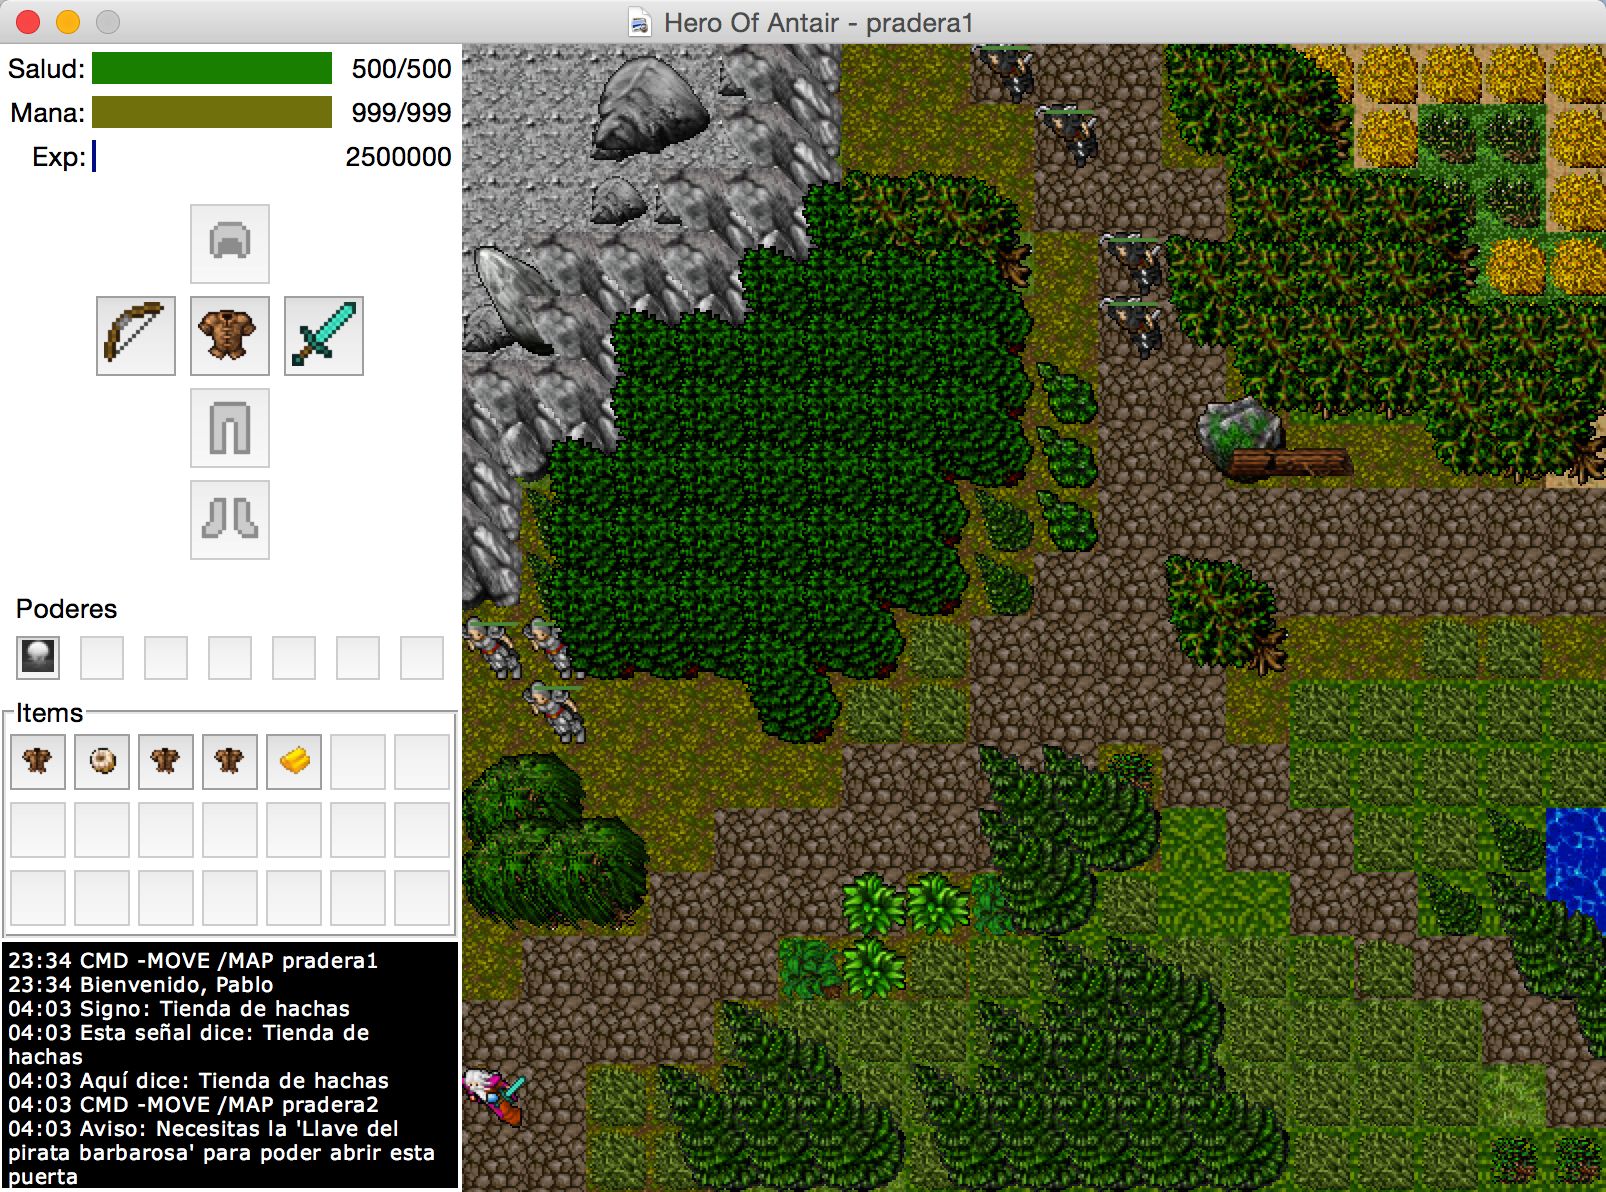 Hero Of Antair - pradera1
Salud: 500/500
Mana: 999/999
Exp: 2500000
Poderes
Items
23:34 CMD -MOVE /MAP pradera1
23:34 Bienvenido, Pablo
04:03 Signo: Tienda de hachas
04:03 Esta señal dice: Tienda de
hachas
04:03 Aquí dice: Tienda de hachas
04:03 CMD -MOVE /MAP pradera2
04:03 Aviso: Necesitas la 'Llave del
pirata barbarosa' para poder abrir esta
puerta